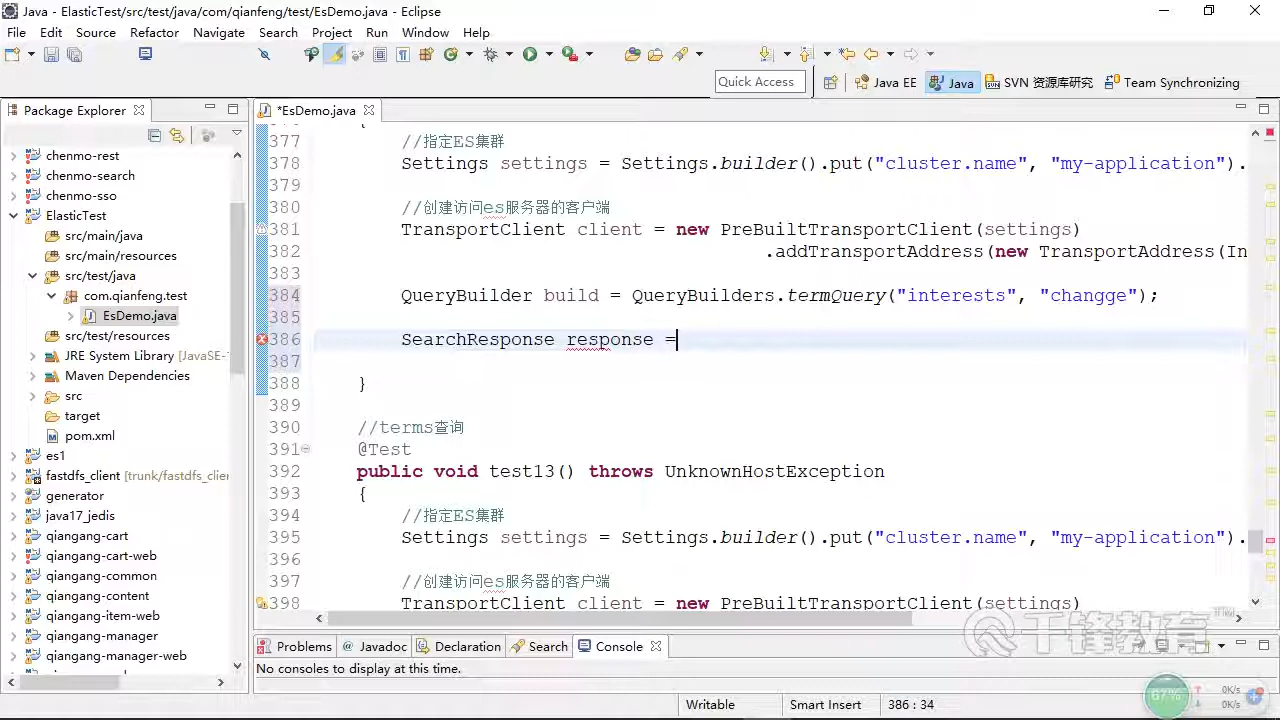 Java - ElasticTest/src/test/java/com/qianfeng/test/EsDemo.java - Eclipse
File Edit Source Refactor Navigate Search Project Run Window Help
Quick Access Java EE Java SVN 资源库研究 Team Synchronizing
Package Explorer
chenmo-rest
chenmo-search
chenmo-sso
ElasticTest
src/main/java
src/main/resources
src/test/java
com.qianfeng.test
EsDemo.java
src/test/resources
JRE System Library [JavaSE-
Maven Dependencies
src
target
pom.xml
es1
fastdfs_client [trunk/fastdfs_clie
generator
java17_jedis
qiangang-cart
qiangang-cart-web
qiangang-common
qiangang-content
qiangang-item-web
qiangang-manager
qiangang-manager-web
*EsDemo.java
377 //指定ES集群
378 Settings settings = Settings.builder().put("cluster.name", "my-application").
379
380 //创建访问es服务器的客户端
381 TransportClient client = new PreBuiltTransportClient(settings)
382 .addTransportAddress(new TransportAddress(In
383
384 QueryBuilder build = QueryBuilders.termQuery("interests", "changge");
385
386 SearchResponse response =
387
388 }
389
390 //terms查询
391 @Test
392 public void test13() throws UnknownHostException
393 {
394 //指定ES集群
395 Settings settings = Settings.builder().put("cluster.name", "my-application").
396
397 //创建访问es服务器的客户端
398 TransportClient client = new PreBuiltTransportClient(settings)
千锋教育
Problems @ Javadoc Declaration Search Console
No consoles to display at this time.
Writable Smart Insert 386 : 34
67%
0K/s
0K/s